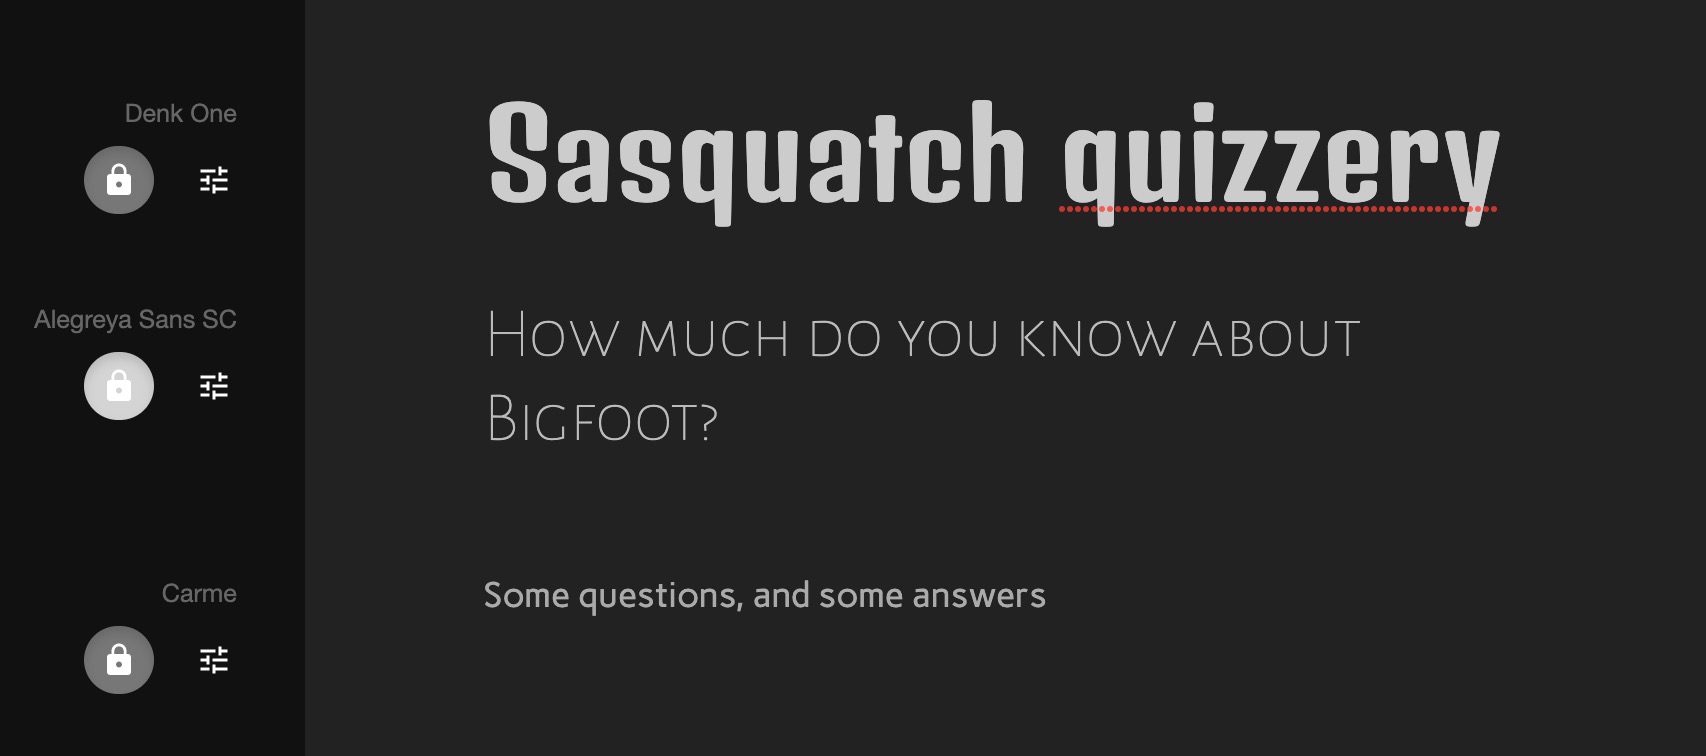 Denk One
Sasquatch quizzery
Alegreya Sans SC
How much do you know about
Bigfoot?
Carme
Some questions, and some answers